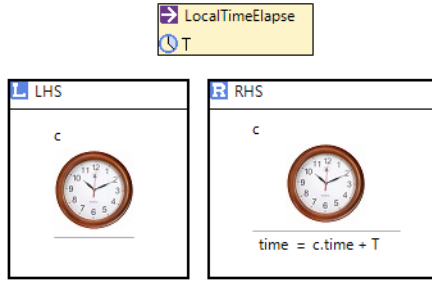 LocalTimeElapse
T
L LHS
c
R RHS
c
time = c.time + T